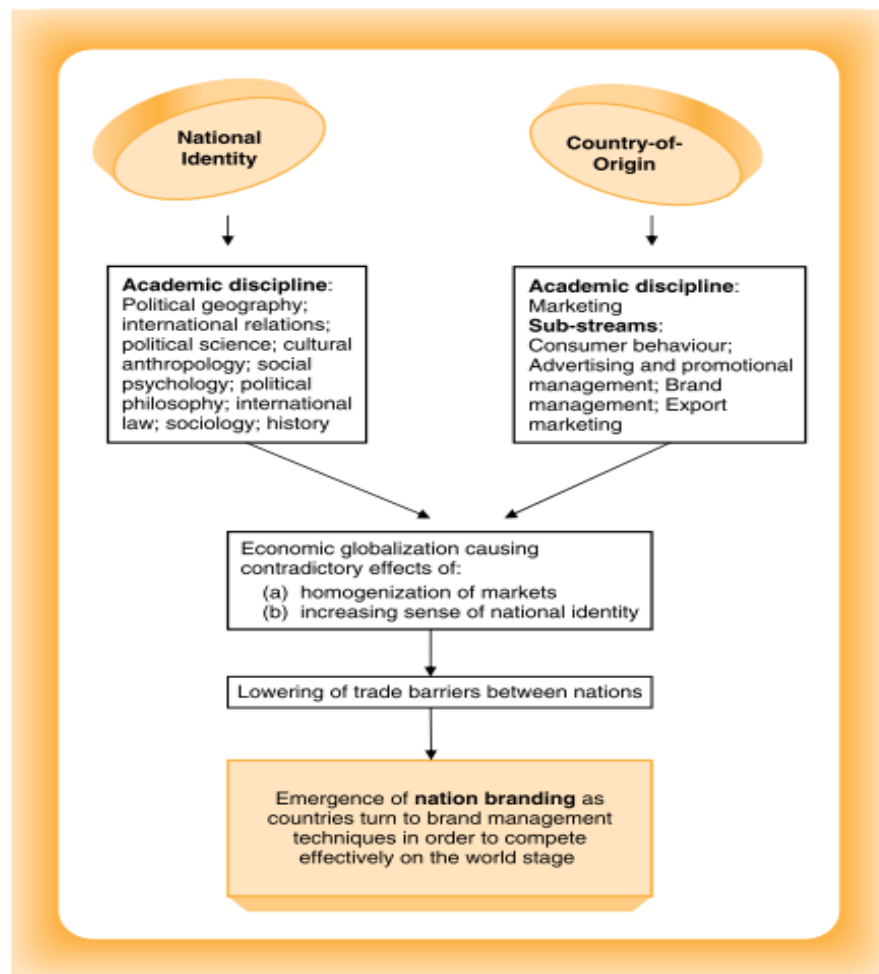 National
Identity
Country-of-
Origin
Academic discipline:
Political geography;
international relations;
political science; cultural
anthropology; social
psychology; political
philosophy; international
law; sociology; history
Academic discipline:
Marketing
Sub-streams:
Consumer behaviour;
Advertising and promotional
management; Brand
management; Export
marketing
Economic globalization causing
contradictory effects of:
(a) homogenization of markets
(b) increasing sense of national identity
Lowering of trade barriers between nations
Emergence of nation branding as
countries turn to brand management
techniques in order to compete
effectively on the world stage